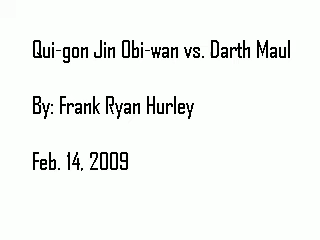 Qui-gon Jin Obi-wan vs. Darth Maul
By: Frank Ryan Hurley
Feb. 14, 2009